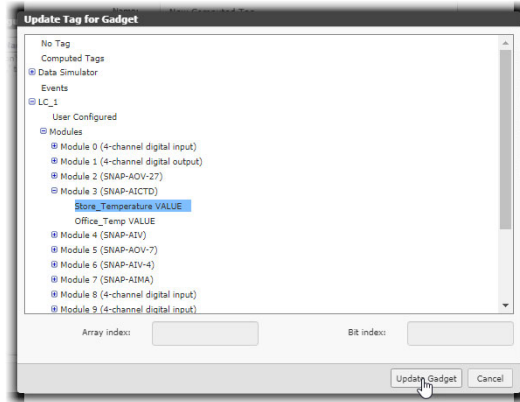 Update Tag for Gadget
No Tag
Computed Tags
Data Simulator
Events
LC_1
User Configured
Modules
Module 0 (4-channel digital input)
Module 1 (4-channel digital output)
Module 2 (SNAP-AOV-27)
Module 3 (SNAP-AICTD)
Store_Temperature VALUE
Office_Temp VALUE
Module 4 (SNAP-AIV)
Module 5 (SNAP-AOV-7)
Module 6 (SNAP-AIV-4)
Module 7 (SNAP-AIMA)
Module 8 (4-channel digital input)
Module 9 (4-channel digital input)
Array index: Bit index:
Update Gadget Cancel